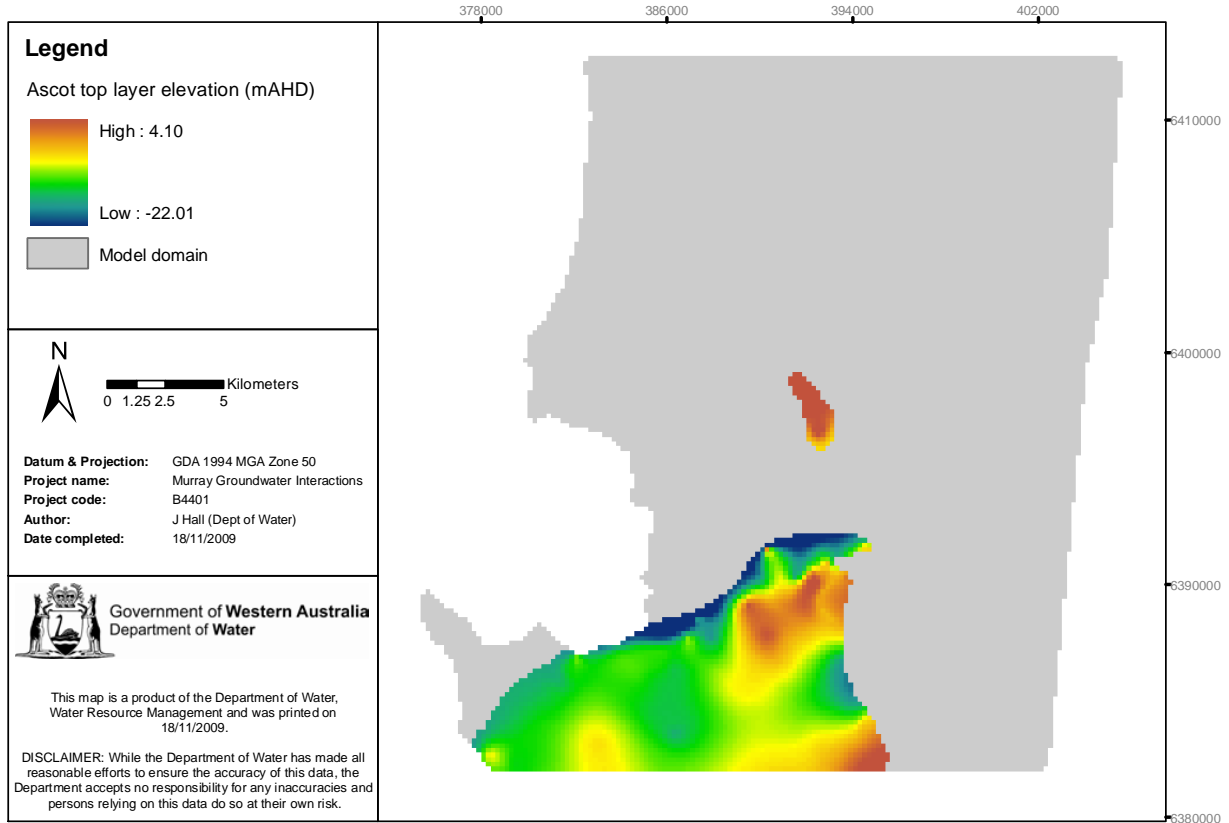 378000
386000
394000
402000
Legend
Ascot top layer elevation (mAHD)
High : 4.10
Low : -22.01
Model domain
6410000
N
Kilometers
0 1.25 2.5 5
6400000
Datum & Projection: GDA 1994 MGA Zone 50
Project name: Murray Groundwater Interactions
Project code: B4401
Author: J Hall (Dept of Water)
Date completed: 18/11/2009
6390000
Government of Western Australia
Department of Water
This map is a product of the Department of Water,
Water Resource Management and was printed on
18/11/2009.
DISCLAIMER: While the Department of Water has made all
reasonable efforts to ensure the accuracy of this data, the
Department accepts no responsibility for any inaccuracies and
persons relying on this data do so at their own risk.
6380000